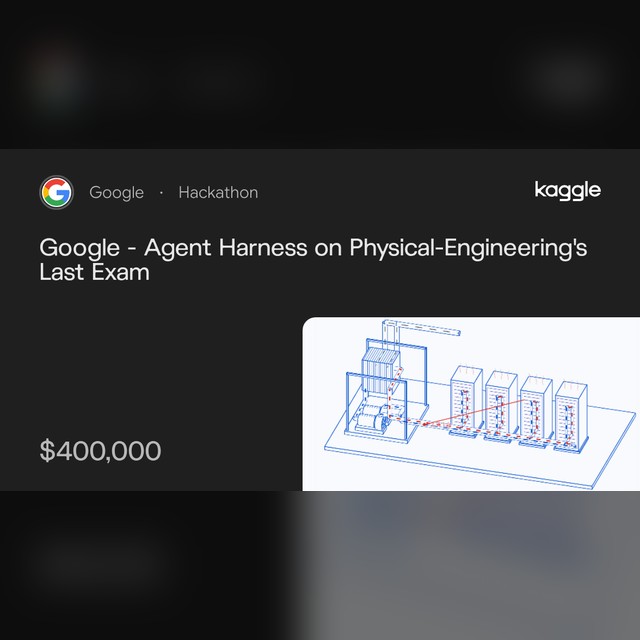 Google · Hackathon
kaggle
Google - Agent Harness on Physical-Engineering's
Last Exam
$400,000